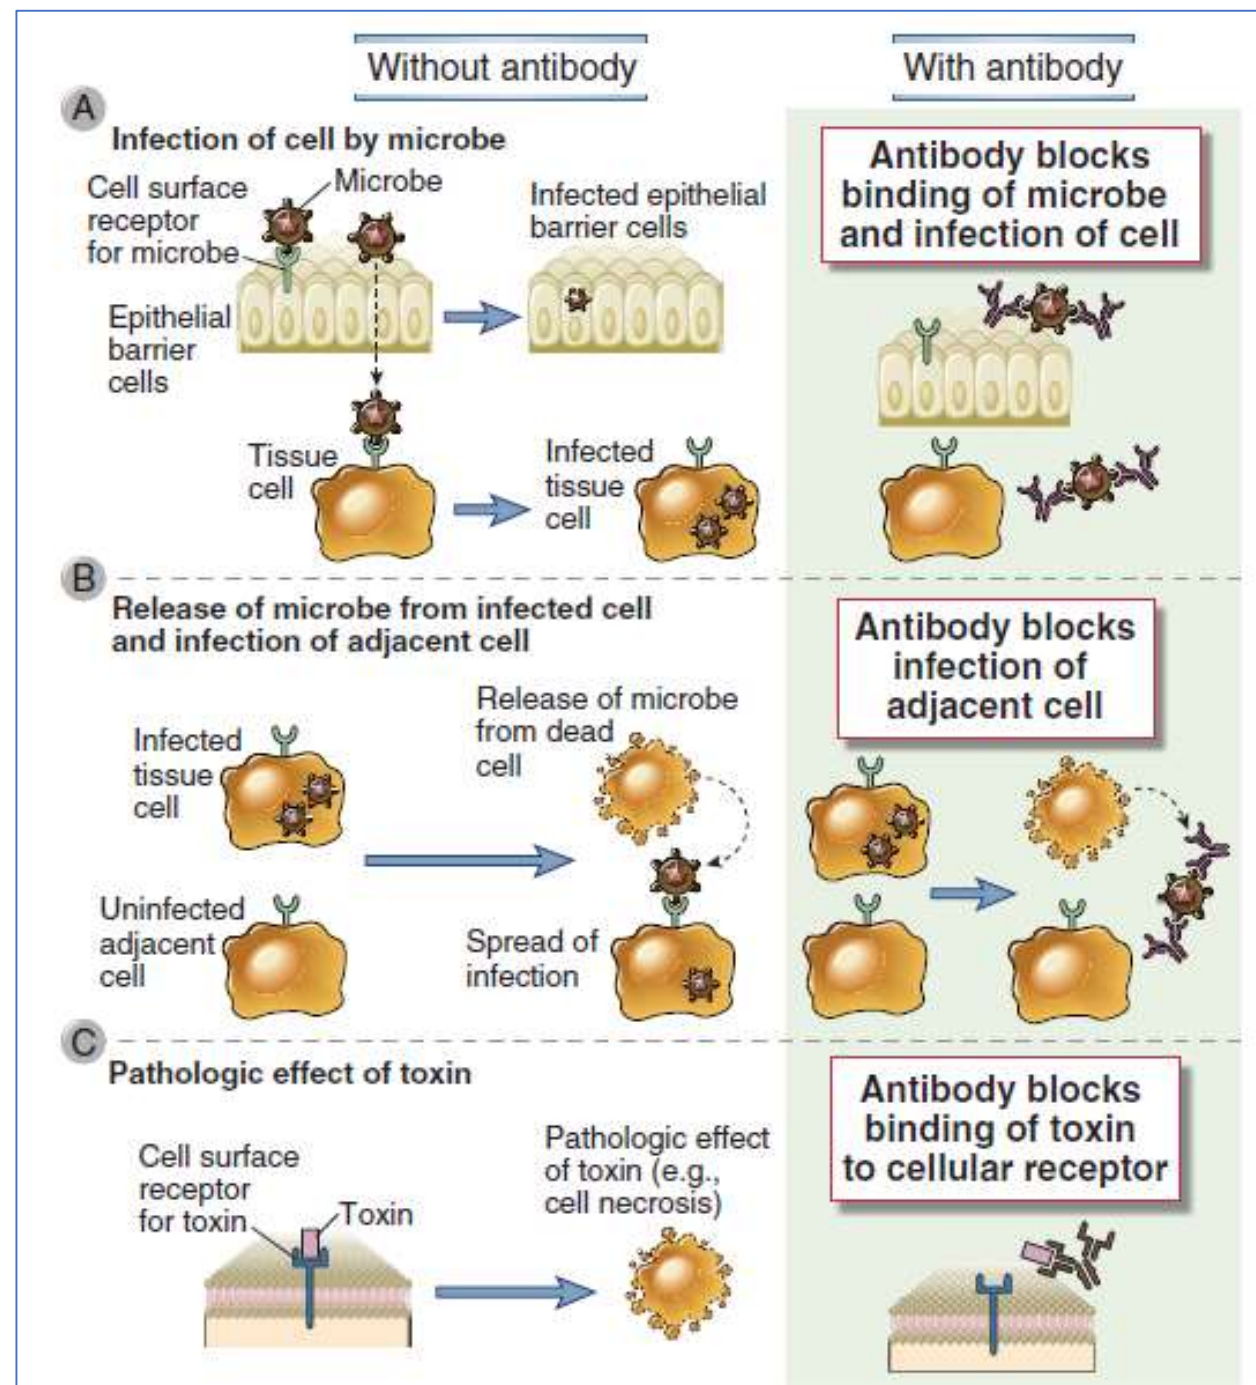 Without antibody
With antibody
A
Infection of cell by microbe
Cell surface
receptor
for microbe
Microbe
Infected epithelial
barrier cells
Epithelial
barrier
cells
Tissue
cell
Infected
tissue
cell
Antibody blocks
binding of microbe
and infection of cell
B
Release of microbe from infected cell
and infection of adjacent cell
Infected
tissue
cell
Release of microbe
from dead
cell
Uninfected
adjacent
cell
Spread of
infection
Antibody blocks
infection of
adjacent cell
C
Pathologic effect of toxin
Cell surface
receptor
for toxin
Toxin
Pathologic effect
of toxin (e.g.,
cell necrosis)
Antibody blocks
binding of toxin
to cellular receptor